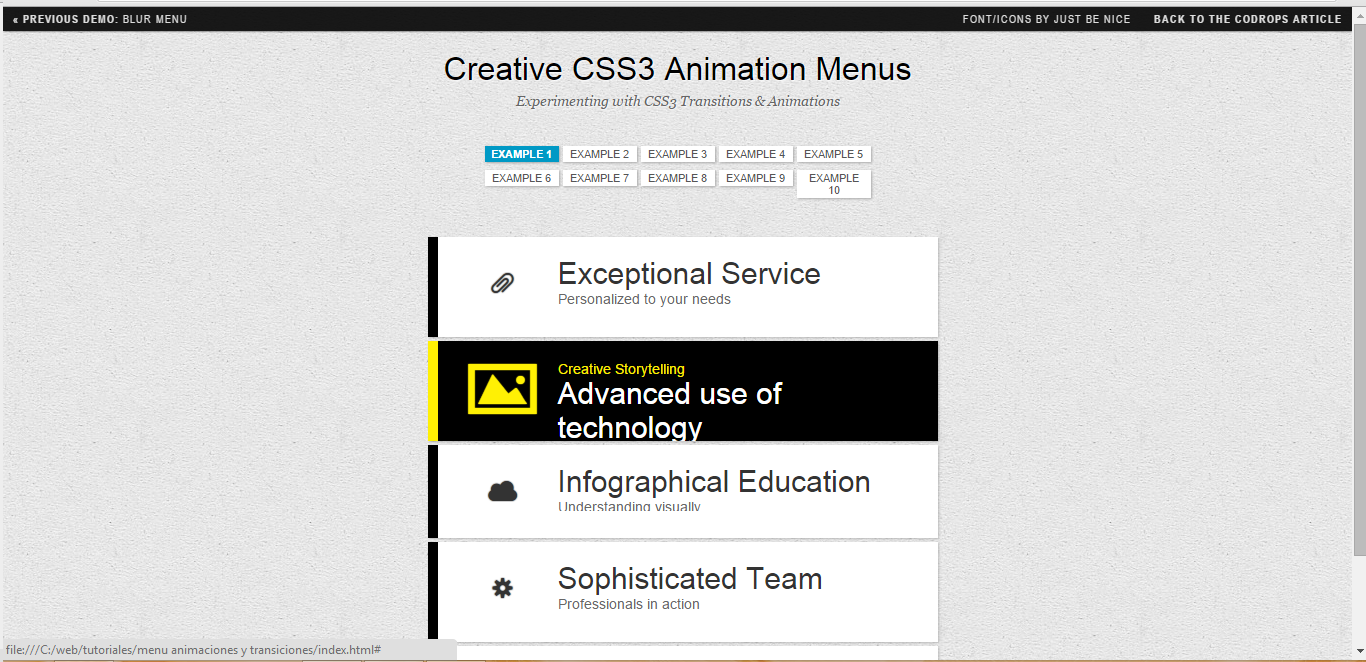 « PREVIOUS DEMO: BLUR MENU
FONT/ICONS BY JUST BE NICE
BACK TO THE CODROPS ARTICLE
Creative CSS3 Animation Menus
Experimenting with CSS3 Transitions & Animations
EXAMPLE 1
EXAMPLE 2
EXAMPLE 3
EXAMPLE 4
EXAMPLE 5
EXAMPLE 6
EXAMPLE 7
EXAMPLE 8
EXAMPLE 9
EXAMPLE
10
Exceptional Service
Personalized to your needs
Creative Storytelling
Advanced use of
technology
Infographical Education
Understanding visually
Sophisticated Team
Professionals in action
file:///C:/web/tutoriales/menu animaciones y transiciones/index.html#